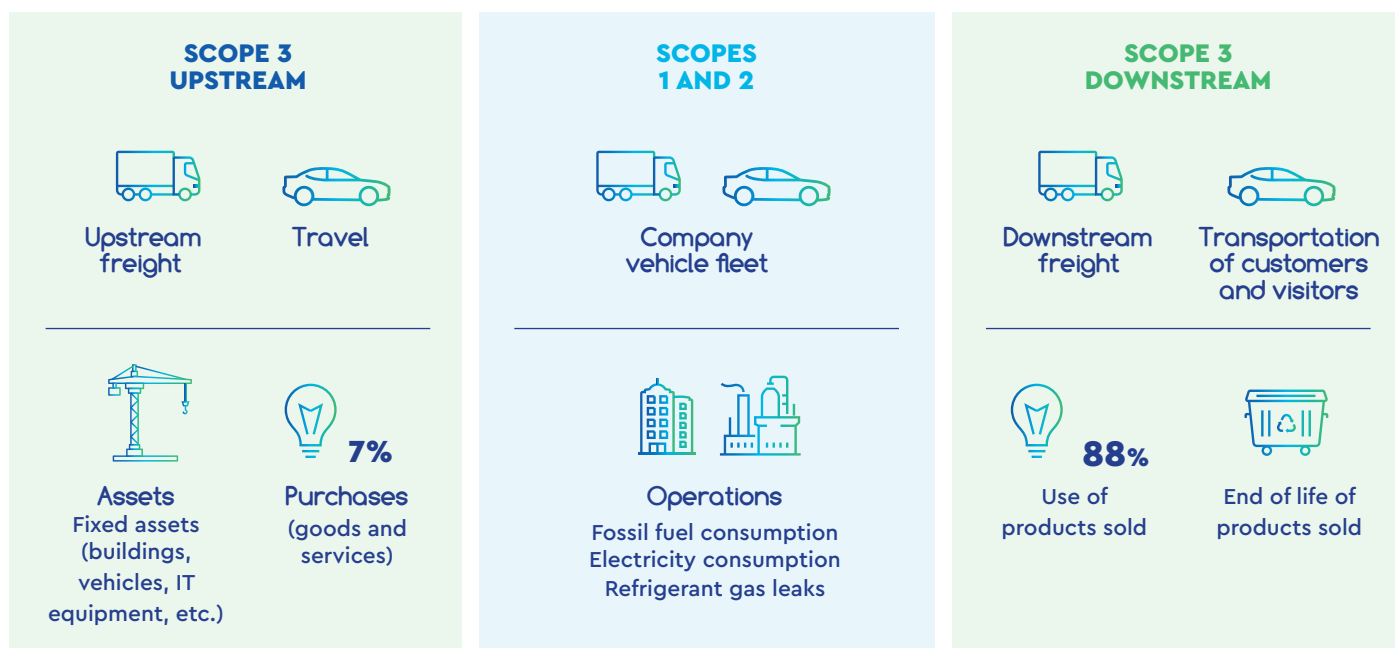 SCOPE 3
UPSTREAM
Upstream
freight
Travel
Assets
Fixed assets
(buildings,
vehicles, IT
equipment, etc.)
7%
Purchases
(goods and
services)
SCOPES
1 AND 2
Company
vehicle fleet
Operations
Fossil fuel consumption
Electricity consumption
Refrigerant gas leaks
SCOPE 3
DOWNSTREAM
Downstream
freight
Transportation
of customers
and visitors
88%
Use of
products sold
End of life of
products sold